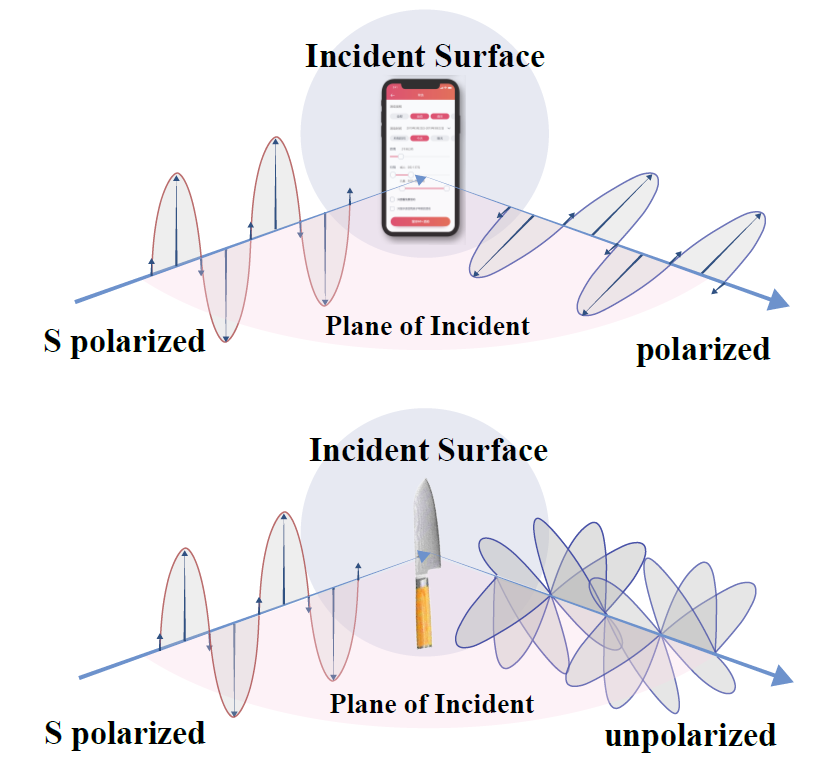 Incident Surface
Plane of Incident
S polarized
polarized
Incident Surface
Plane of Incident
S polarized
unpolarized